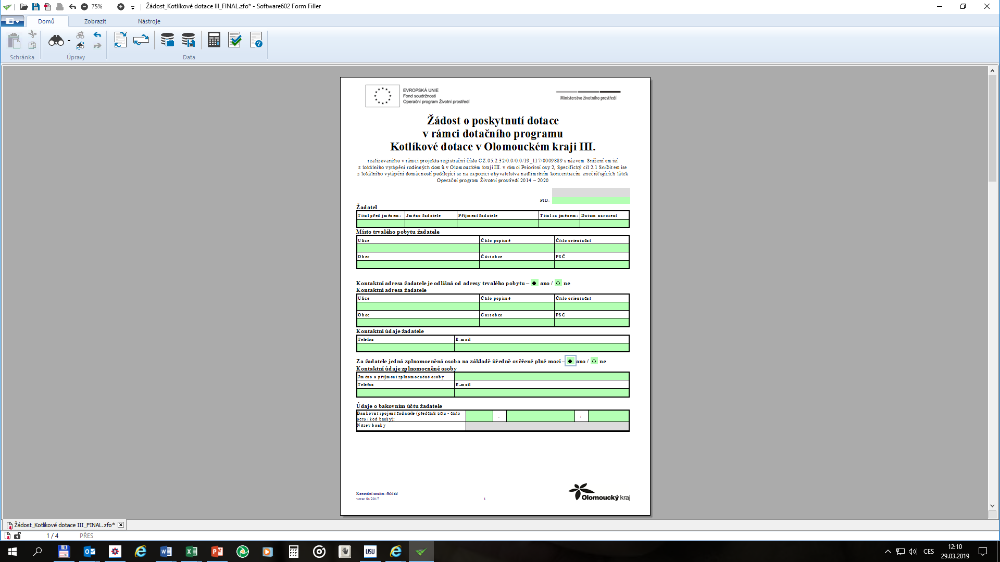 75%
Žádost_Kotlíkové dotace III_FINAL.zfo* - Software602 Form Filler
Domů
Zobrazit
Nástroje
Schránka
Úpravy
Data
EVROPSKÁ UNIE
Fond soudržnosti
Operační program Životní prostředí
Ministerstvo životního prostředí
Žádost o poskytnutí dotace
v rámci dotačního programu
Kotlíkové dotace v Olomouckém kraji III.
realizovaného v rámci projektu registrační číslo CZ.05.2.32/0.0/0.0/19_117/0009889 s názvem Snížení emisí
z lokálního vytápění rodinných domů v Olomouckém kraji III. v rámci Prioritní osy 2, Specifický cíl 2.1 Snížit emise
z lokálního vytápění domácností podílející se na expozici obyvatelstva nadlimitním koncentracím znečišťujících látek
Operační program Životní prostředí 2014 – 2020
PID:
Žadatel
Titul před jménem: Jméno žadatele Příjmení žadatele Titul za jménem: Datum narození
Místo trvalého pobytu žadatele
Ulice Číslo popisné Číslo orientační
Obec Část obce PSČ
Kontaktní adresa žadatele je odlišná od adresy trvalého pobytu – ano / ne
Kontaktní adresa žadatele
Ulice Číslo popisné Číslo orientační
Obec Část obce PSČ
Kontaktní údaje žadatele
Telefon E-mail
Za žadatele jedná zplnomocněná osoba na základě úředně ověřené plné moci – ano / ne
Kontaktní údaje zplnomocněné osoby
Jméno a příjmení zplnomocněné osoby
Telefon E-mail
Údaje o bakovním účtu žadatele
Bankovní spojení žadatele (předčíslí účtu - číslo
účtu / kód banky): - /
Název banky
Kontrolní součet: fhMd6
verze 9t/2017
1
Olomoucký kraj
Žádost_Kotlíkové dotace III_FINAL.zfo*
1 / 4 PŘES
USU
CES
12:10
29.03.2019